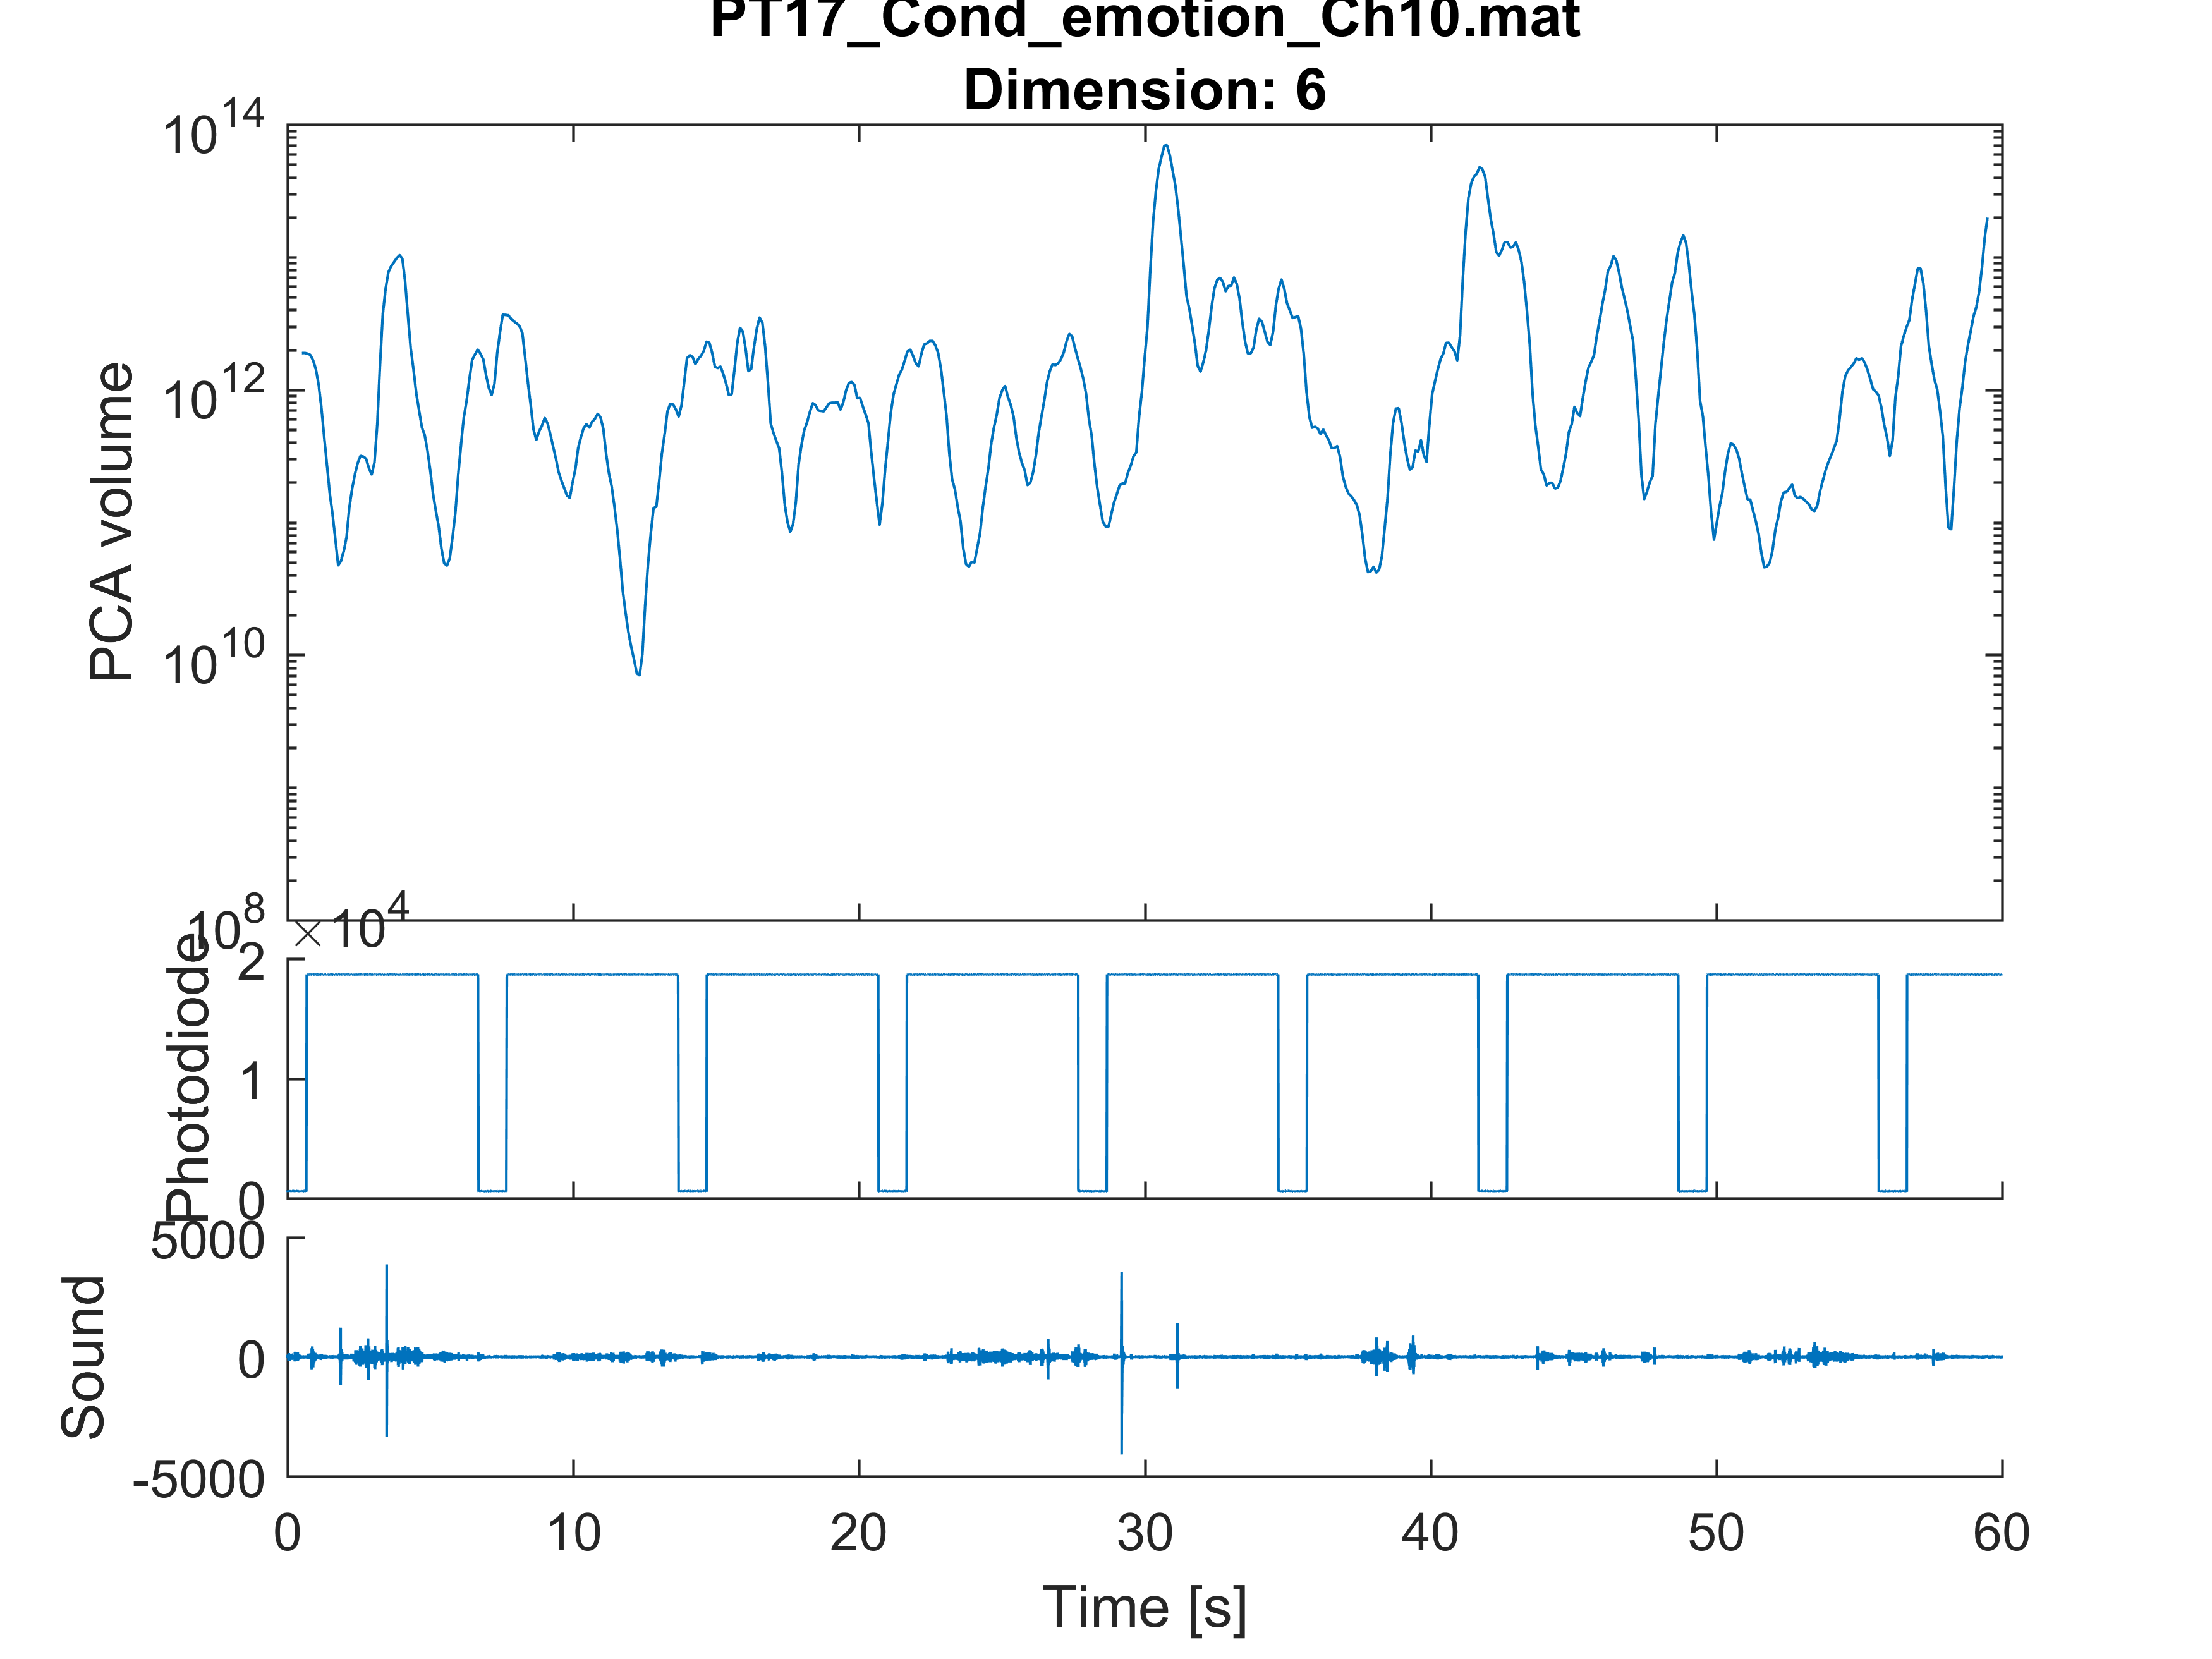 PT17_Cond_emotion_Ch10.mat
Dimension: 6
10^14
10^12
10^10
10^8
PCA volume
× 10^4
2
1
0
Photodiode
5000
0
-5000
Sound
0 10 20 30 40 50 60
Time [s]